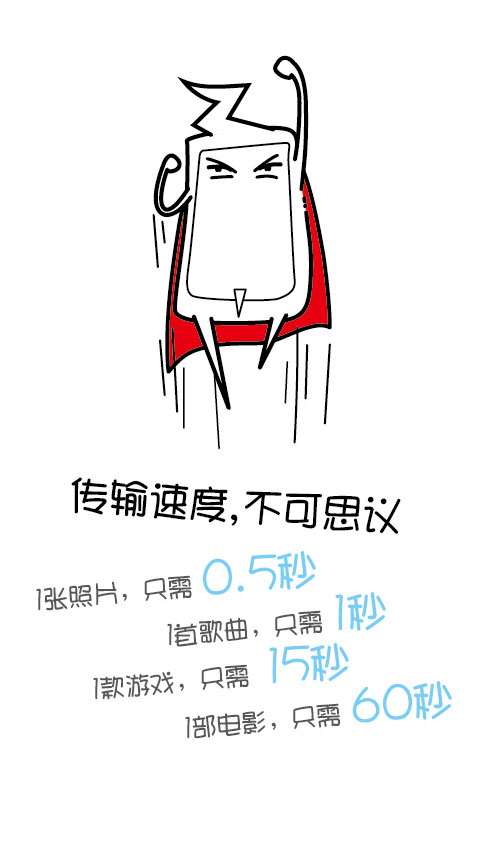 传输速度,不可思议
1张照片，只需 0.5秒
1首歌曲，只需 1秒
1款游戏，只需 15秒
1部电影，只需 60秒